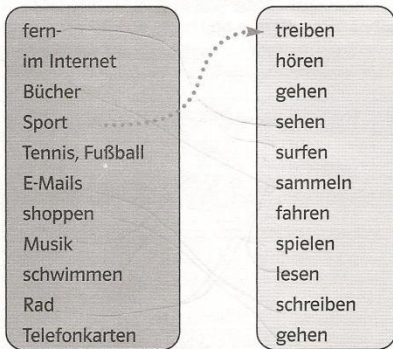 fern-
im Internet
Bücher
Sport
Tennis, Fußball
E-Mails
shoppen
Musik
schwimmen
Rad
Telefonkarten
treiben
hören
gehen
sehen
surfen
sammeln
fahren
spielen
lesen
schreiben
gehen